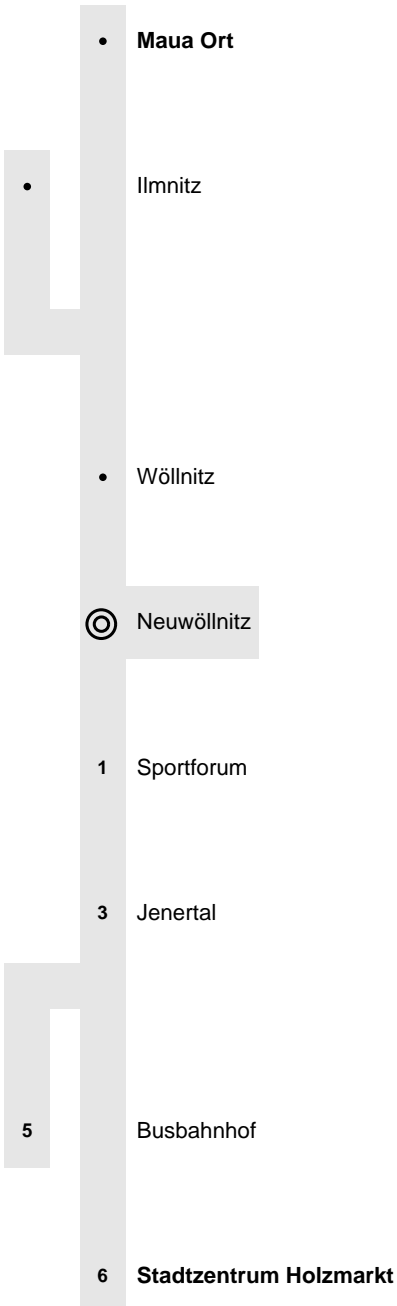 Maua Ort
Ilmnitz
Wöllnitz
Neuwöllnitz
1 Sportforum
3 Jenertal
5 Busbahnhof
6 Stadtzentrum Holzmarkt